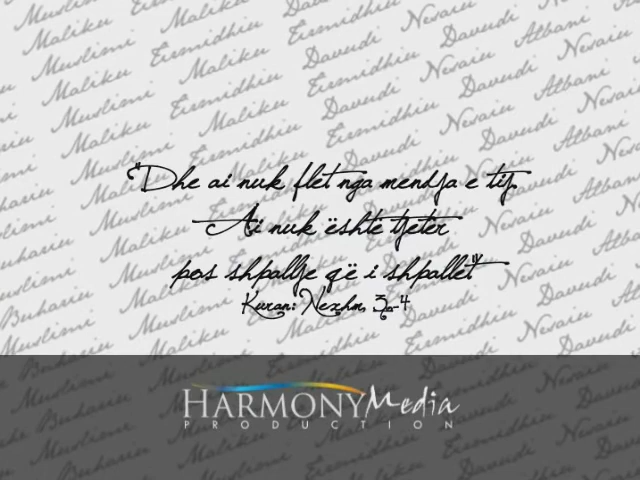 "Dhe ai nuk flet nga mendja e tij.
Ai nuk është tjetër
pos shpallje që i shpallet"
Kuran: Nexhm, 3-4
HARMONY Media
PRODUCTION
Muslimi Maliku Tirmidhiu Davudi Nesaiu Albani
Buhariu